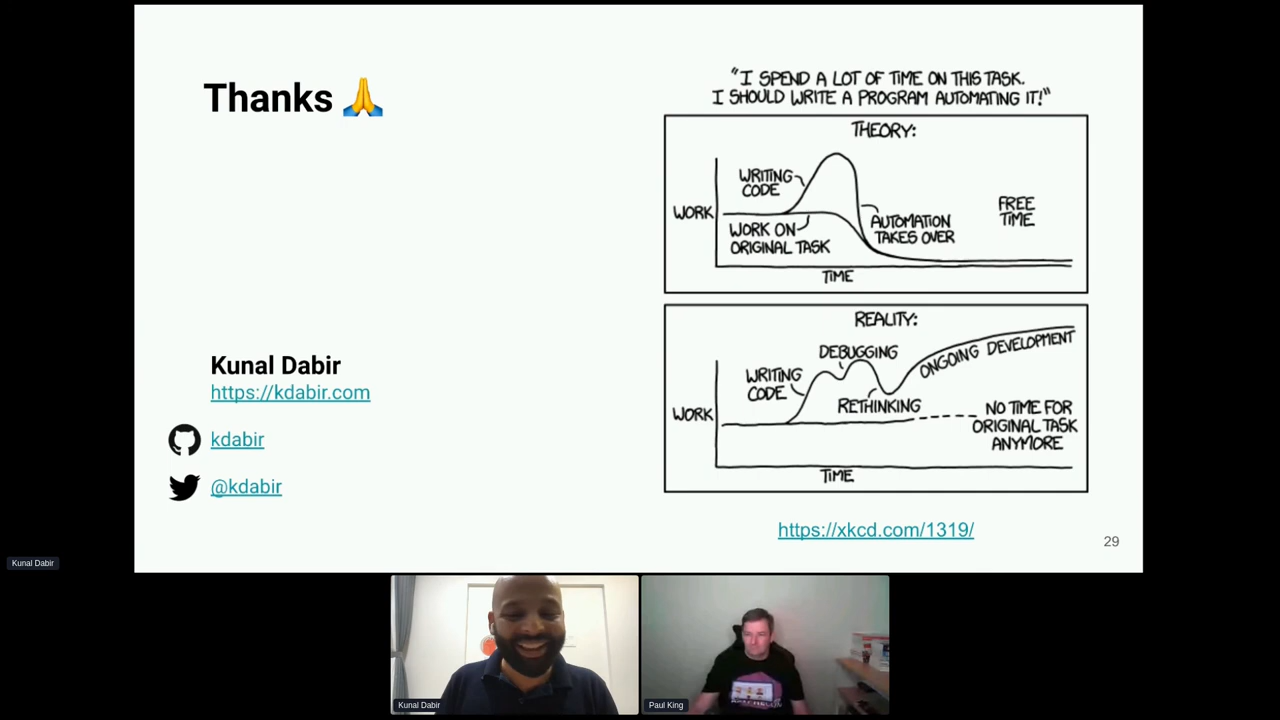 Thanks 🙏
Kunal Dabir
https://kdabir.com
kdabir
@kdabir
"I SPEND A LOT OF TIME ON THIS TASK.
I SHOULD WRITE A PROGRAM AUTOMATING IT!"
THEORY:
WRITING
CODE
WORK
WORK ON
ORIGINAL TASK
AUTOMATION
TAKES OVER
FREE
TIME
TIME
REALITY:
WRITING
CODE
DEBUGGING
RETHINKING
ONGOING DEVELOPMENT
WORK
NO TIME FOR
ORIGINAL TASK
ANYMORE
TIME
https://xkcd.com/1319/
29
Kunal Dabir
Kunal Dabir
Paul King